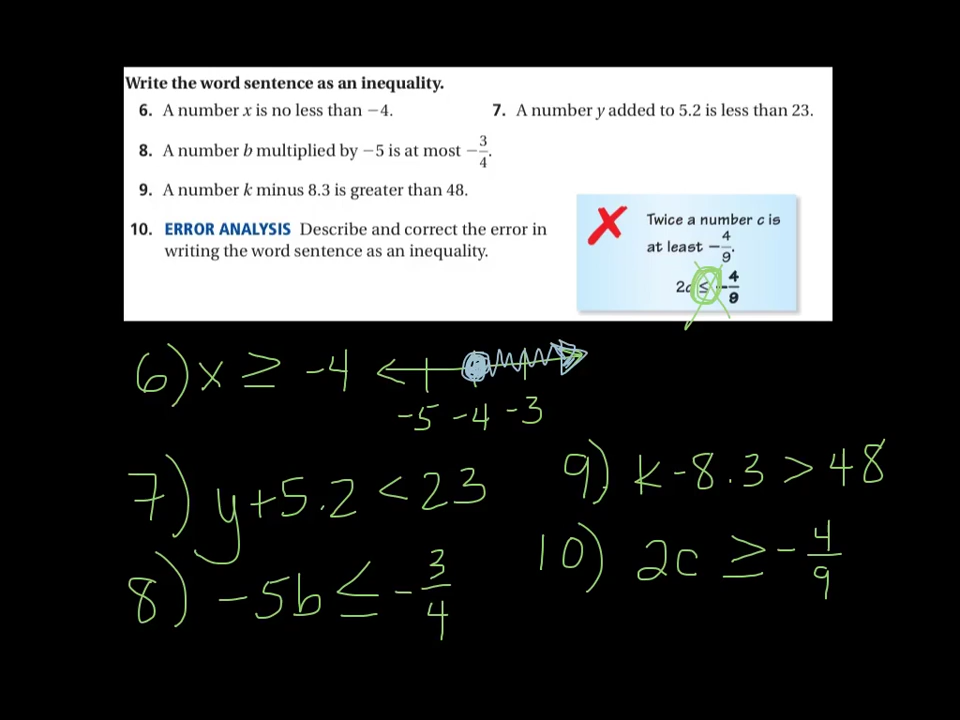 Write the word sentence as an inequality.
6. A number x is no less than −4.
7. A number y added to 5.2 is less than 23.
8. A number b multiplied by −5 is at most −3/4.
9. A number k minus 8.3 is greater than 48.
10. ERROR ANALYSIS Describe and correct the error in
writing the word sentence as an inequality.
Twice a number c is
at least −4/9.
2c ≤ −4/9
6) x ≥ -4
-5 -4 -3
7) y+5.2 < 23
8) -5b ≤ -3/4
9) k-8.3 > 48
10) 2c ≥ -4/9